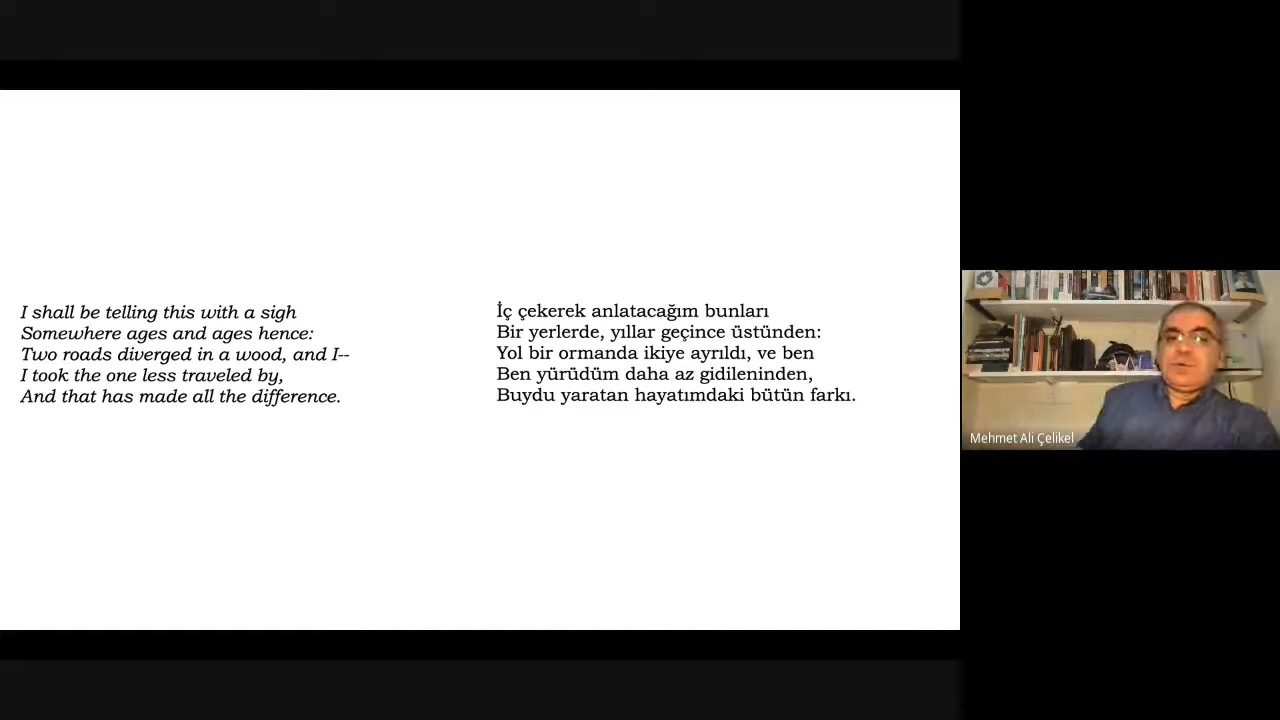 I shall be telling this with a sigh
Somewhere ages and ages hence:
Two roads diverged in a wood, and I--
I took the one less traveled by,
And that has made all the difference.
İç çekerek anlatacağım bunları
Bir yerlerde, yıllar geçince üstünden:
Yol bir ormanda ikiye ayrıldı, ve ben
Ben yürüdüm daha az gidileninden,
Buydu yaratan hayatımdaki bütün farkı.
Mehmet Ali Çelikel